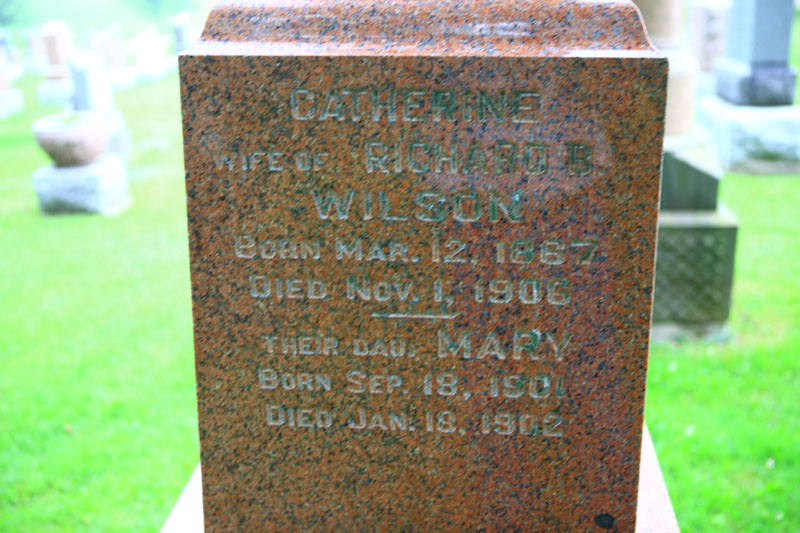 CATHERINE
WIFE OF RICHARD B
WILSON
BORN MAR. 12, 1867
DIED NOV. 1, 1906
THEIR DAU. MARY
BORN SEP. 18, 1901
DIED JAN. 18, 1902